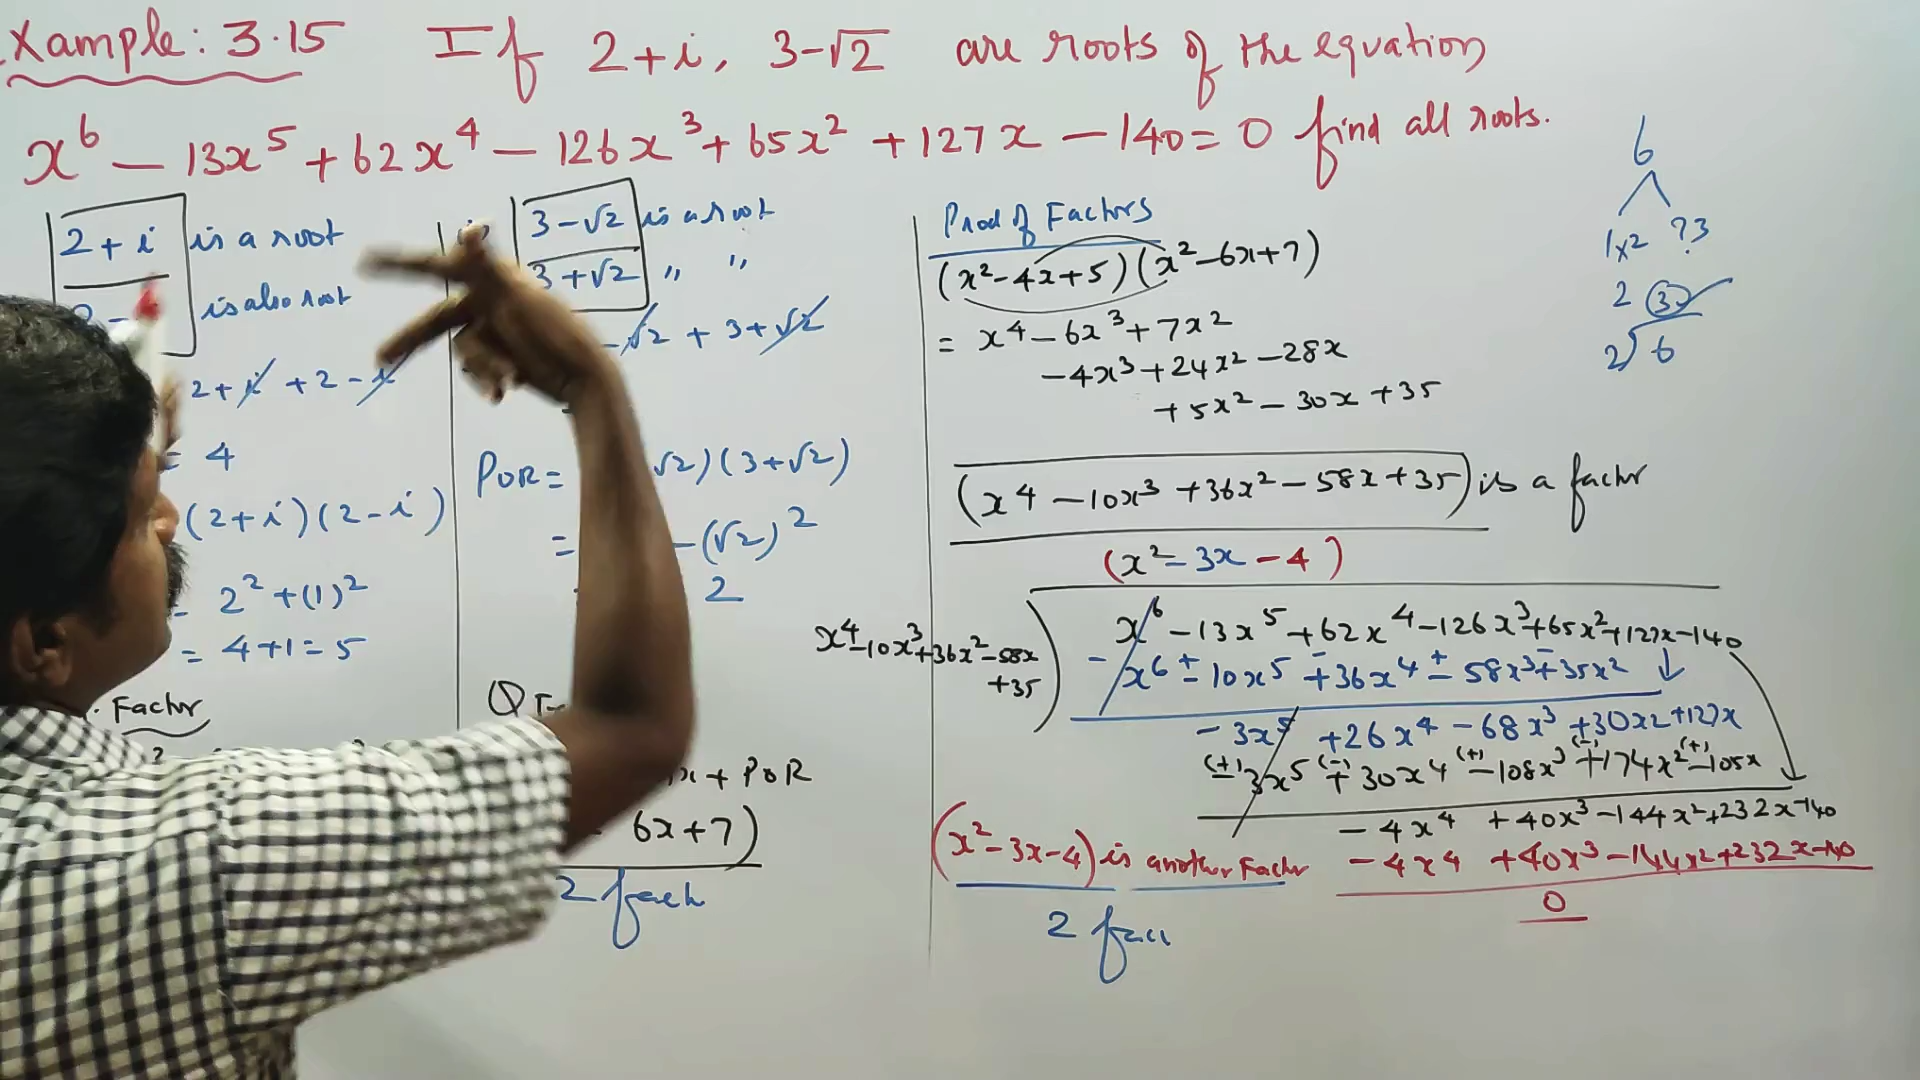 Example: 3.15 If 2+i, 3-√2 are roots of the equation
x⁶ - 13x⁵ + 62x⁴ - 126x³ + 65x² + 127x - 140 = 0 find all roots.
2+i is a root
is also root
2+i + 2-i
= 4
(2+i)(2-i)
= 2² + (1)²
= 4+1 = 5
Factor
3-√2 is a root
3+√2 " "
√2 + 3+√2
POR = √2)(3+√2)
= -(√2)²
2
x + POR
6x+7)
2 fach
Prod of Factors
(x²-4x+5)(x²-6x+7)
= x⁴-6x³+7x²
-4x³+24x²-28x
+5x²-30x+35
(x⁴-10x³+36x²-58x+35) is a factor
(x²-3x-4)
x⁴-10x³+36x²-58x
+35
x⁶-13x⁵+62x⁴-126x³+65x²+127x-140
- x⁶ ± 10x⁵ + 36x⁴ ± 58x³ + 35x²
-3x⁵ +26x⁴ -68x³ +30x2 +127x
(+) (-) (+) (-) (+)
-3x⁵ +30x⁴ -108x³ +174x² -105x
-4x⁴ +40x³ -144x² +232x -140
-4x⁴ +40x³ -144x² +232x -140
0
(x²-3x-4) is another Factor
2 fac
6
1x2 ?3
2 3
2 6